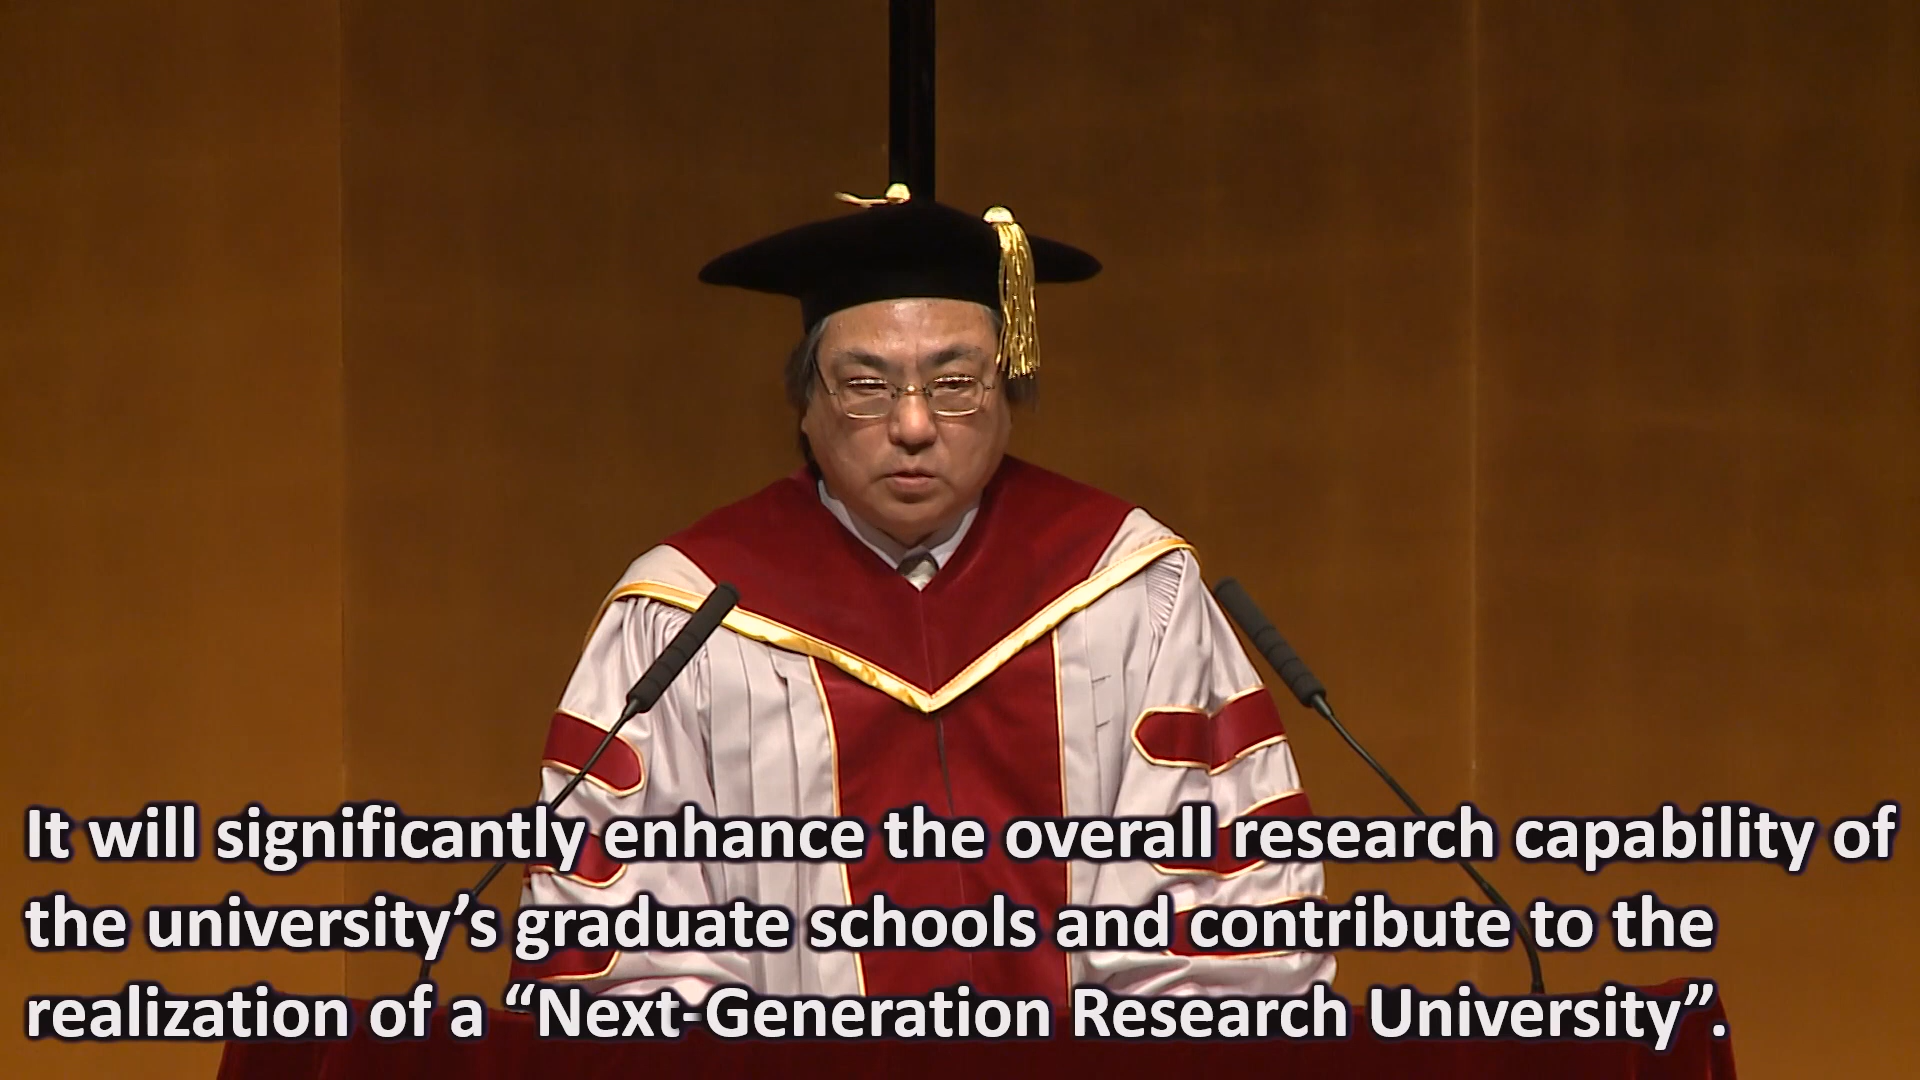 It will significantly enhance the overall research capability of
the university’s graduate schools and contribute to the
realization of a “Next-Generation Research University”.